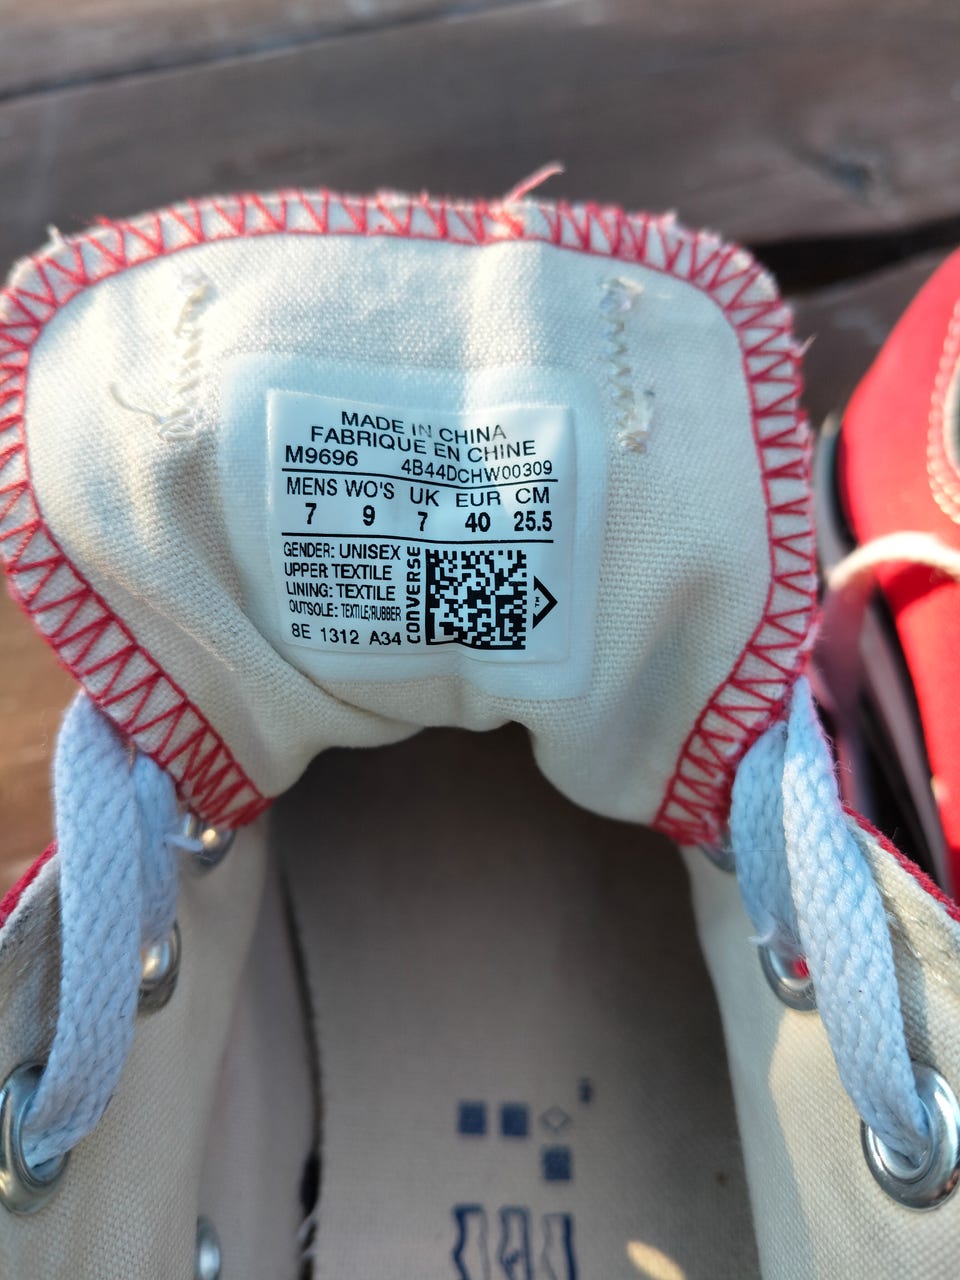 MADE IN CHINA
FABRIQUE EN CHINE
M9696 4B44DCHW00309
MENS WO'S UK EUR CM
7 9 7 40 25.5
GENDER: UNISEX
UPPER TEXTILE
LINING: TEXTILE
OUTSOLE: TEXTILE/RUBBER
8E 1312 A34
CONVERSE
TM